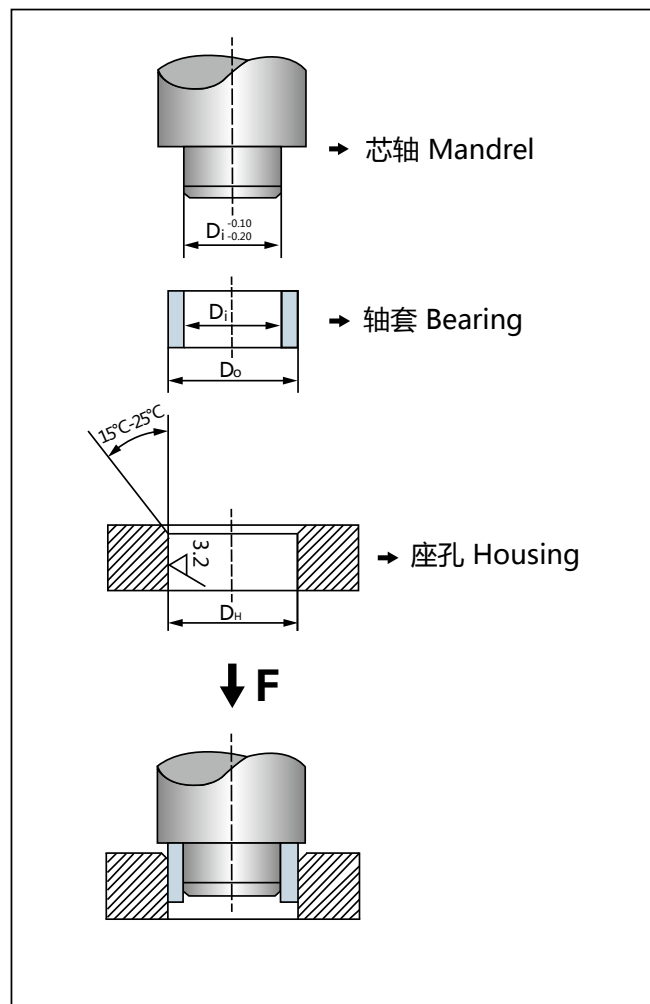 ➞ 芯轴 Mandrel
Di -0.10
-0.20
Di
➞ 轴套 Bearing
Do
15℃-25℃
3.2
➞ 座孔 Housing
DH
F